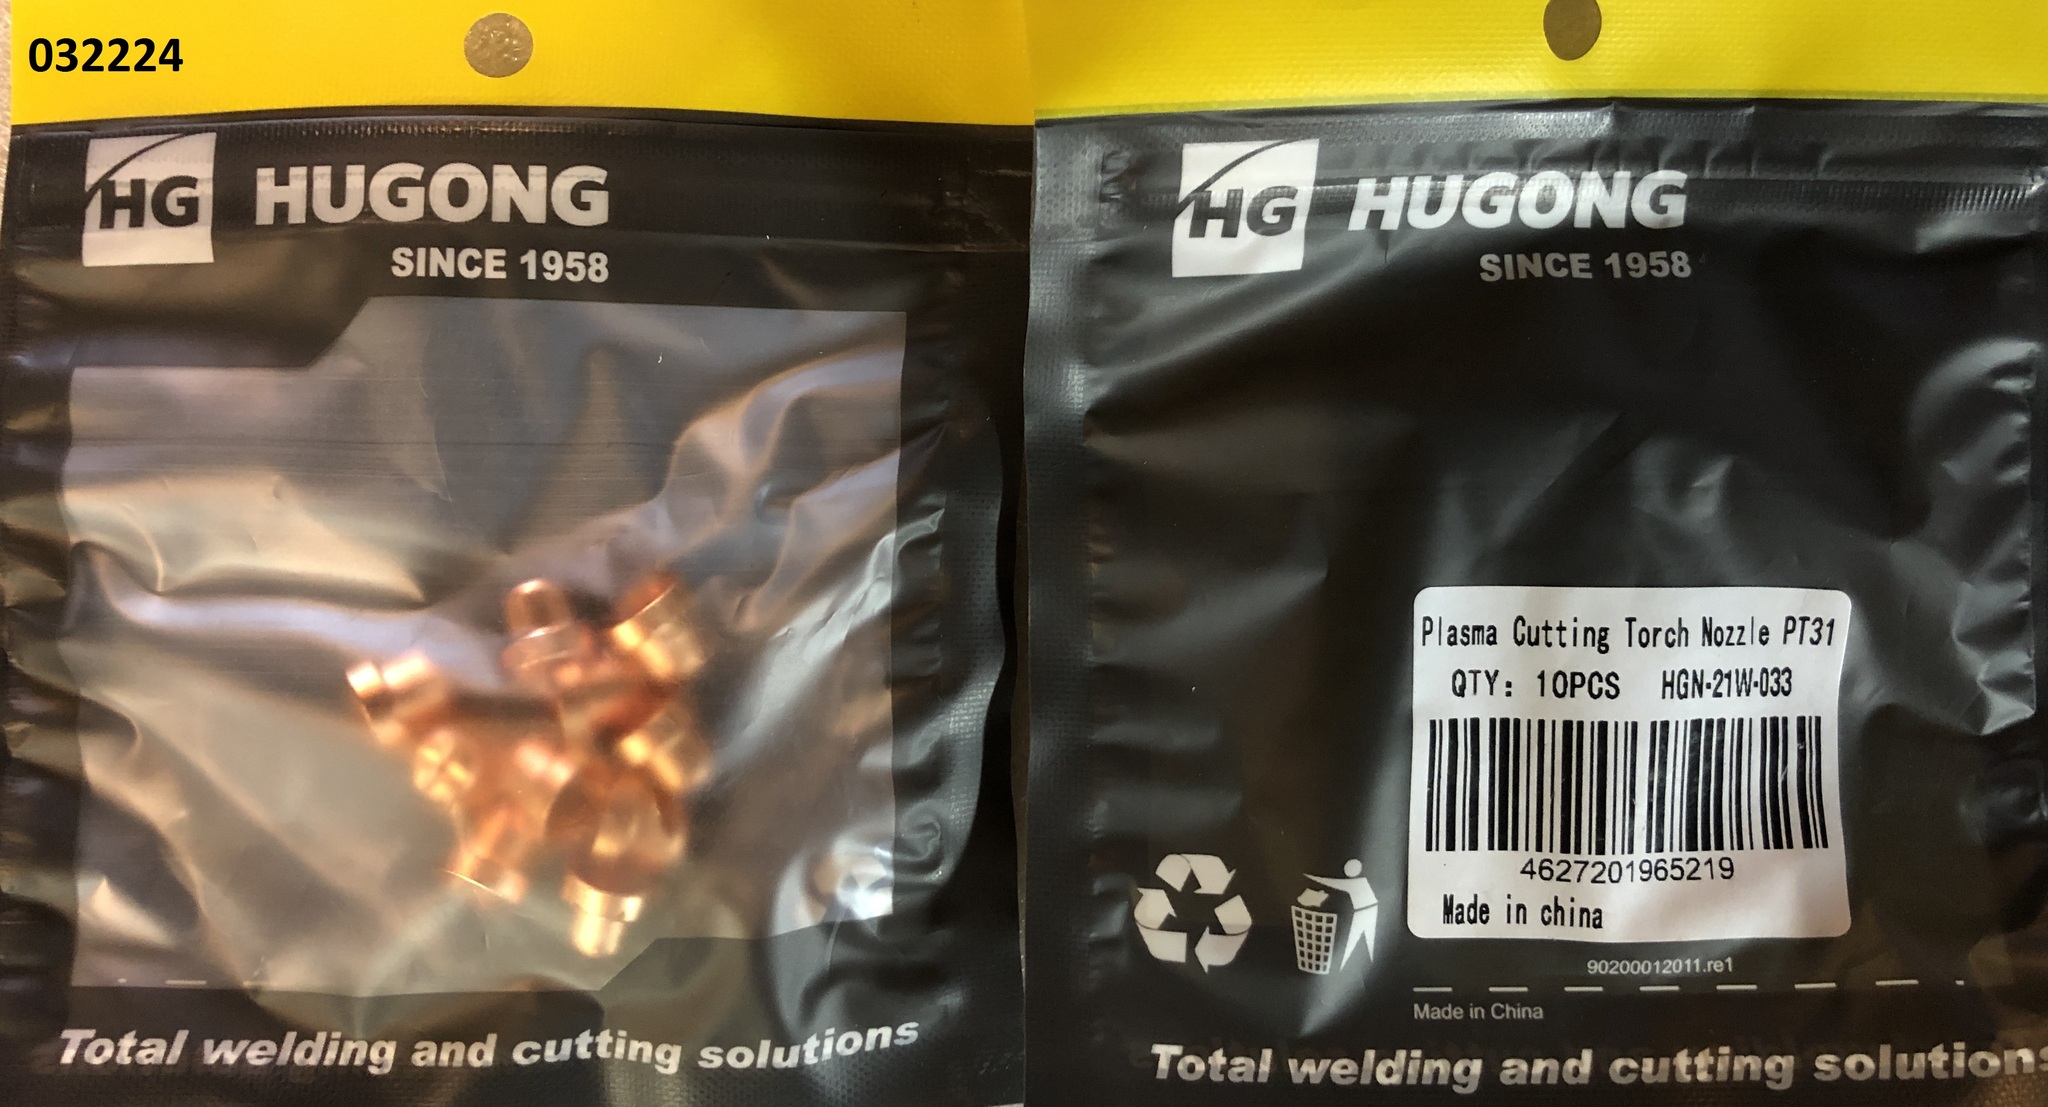 032224
HG HUGONG
SINCE 1958
Total welding and cutting solutions
HG HUGONG
SINCE 1958
Plasma Cutting Torch Nozzle PT31
QTY: 10PCS HGN-21W-033
4627201965219
Made in china
90200012011.re1
Made in China
Total welding and cutting solutions